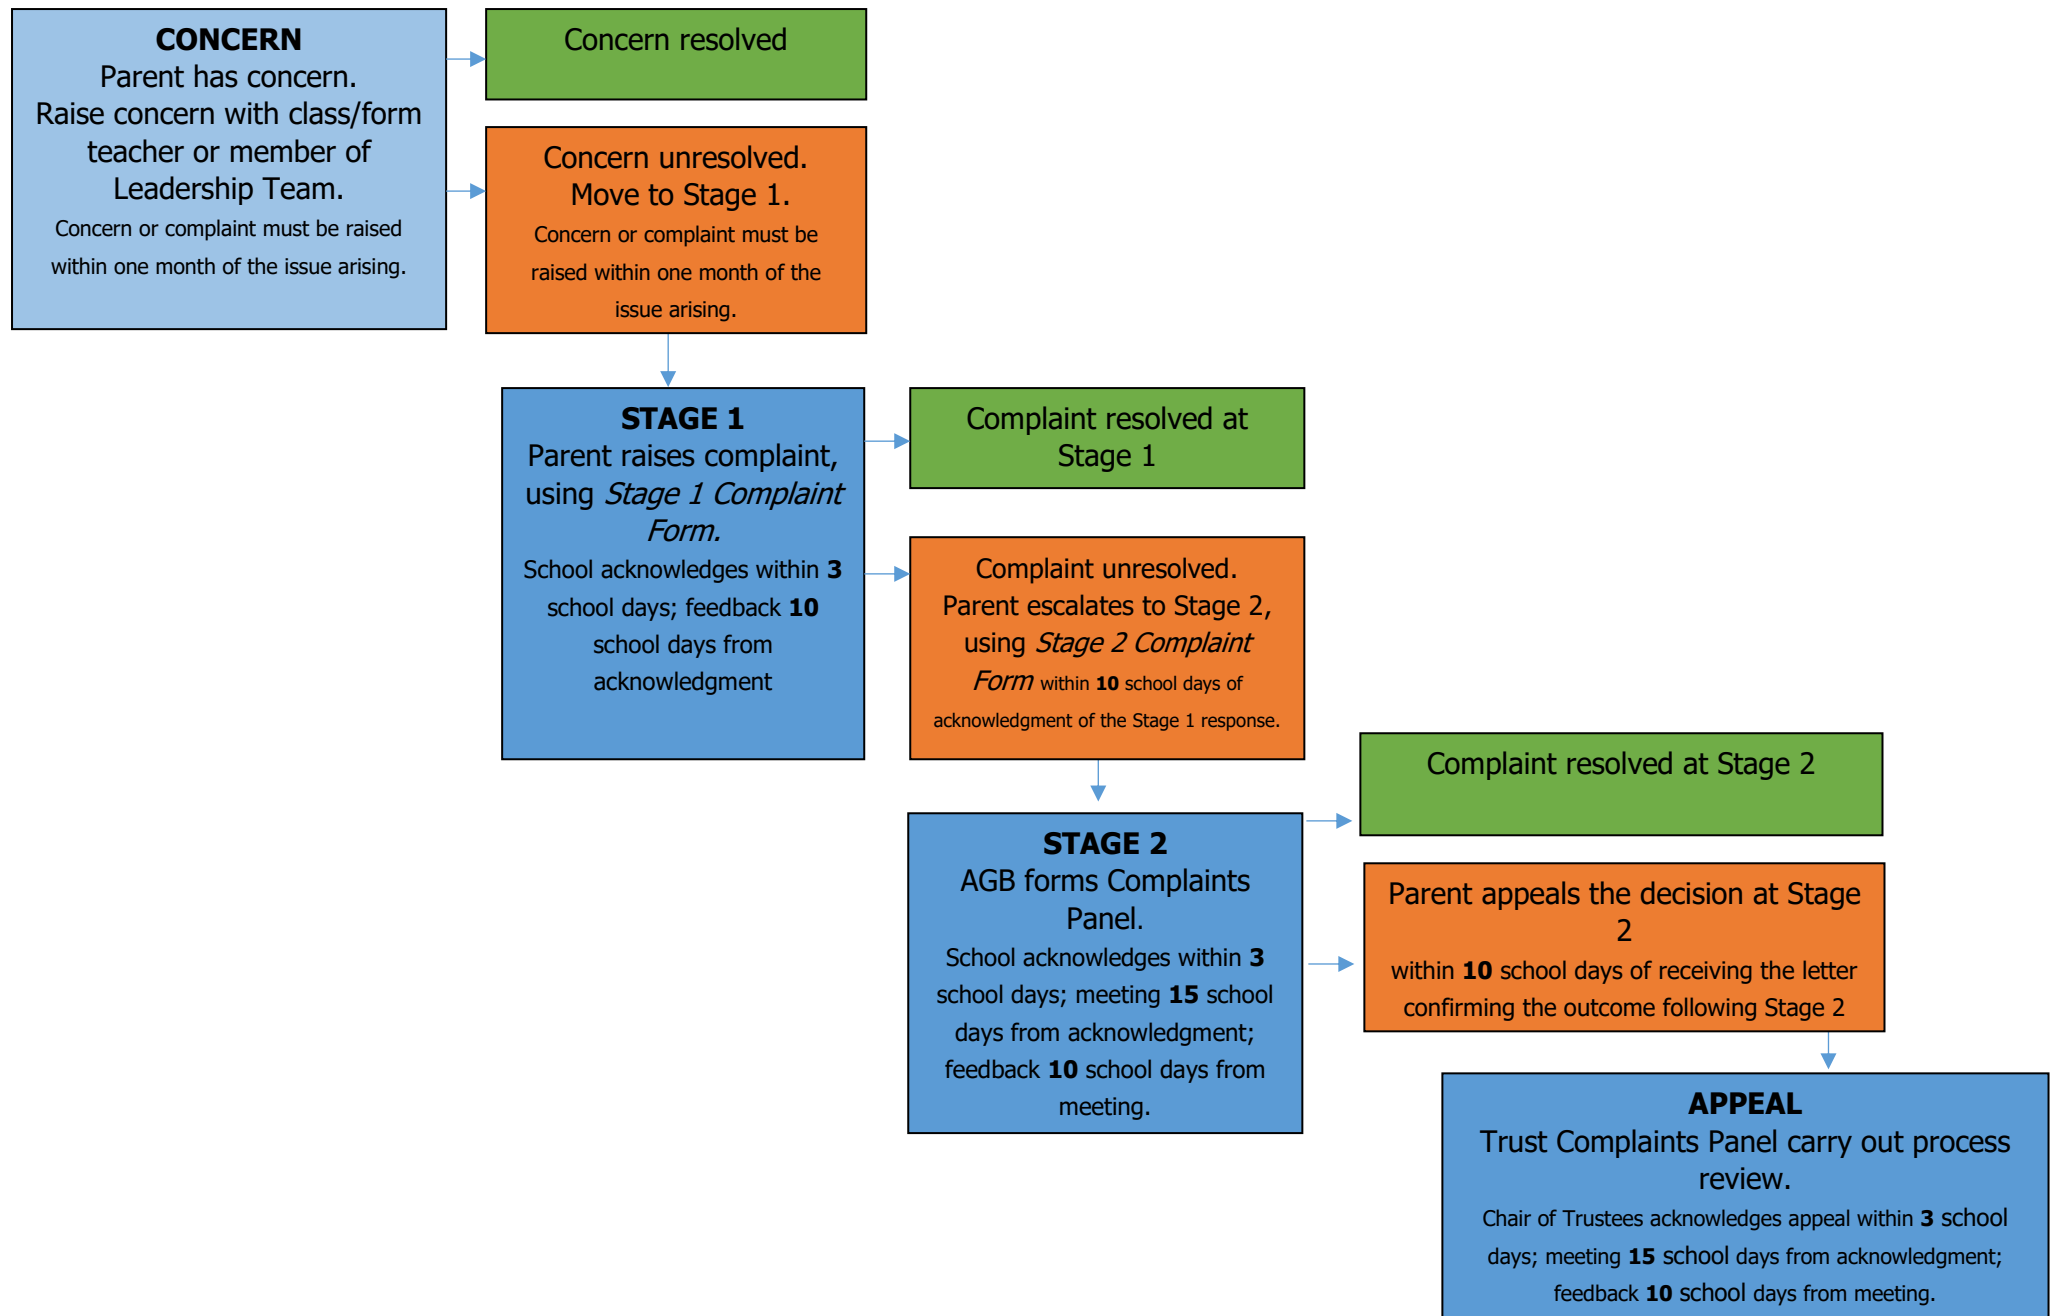 CONCERN
Parent has concern.
Raise concern with class/form
teacher or member of
Leadership Team.
Concern or complaint must be raised
within one month of the issue arising.
Concern resolved
Concern unresolved.
Move to Stage 1.
Concern or complaint must be
raised within one month of the
issue arising.
STAGE 1
Parent raises complaint,
using Stage 1 Complaint
Form.
School acknowledges within 3
school days; feedback 10
school days from
acknowledgment
Complaint resolved at
Stage 1
Complaint unresolved.
Parent escalates to Stage 2,
using Stage 2 Complaint
Form within 10 school days of
acknowledgment of the Stage 1 response.
STAGE 2
AGB forms Complaints
Panel.
School acknowledges within 3
school days; meeting 15 school
days from acknowledgment;
feedback 10 school days from
meeting.
Complaint resolved at Stage 2
Parent appeals the decision at Stage
2
within 10 school days of receiving the letter
confirming the outcome following Stage 2
APPEAL
Trust Complaints Panel carry out process
review.
Chair of Trustees acknowledges appeal within 3 school
days; meeting 15 school days from acknowledgment;
feedback 10 school days from meeting.